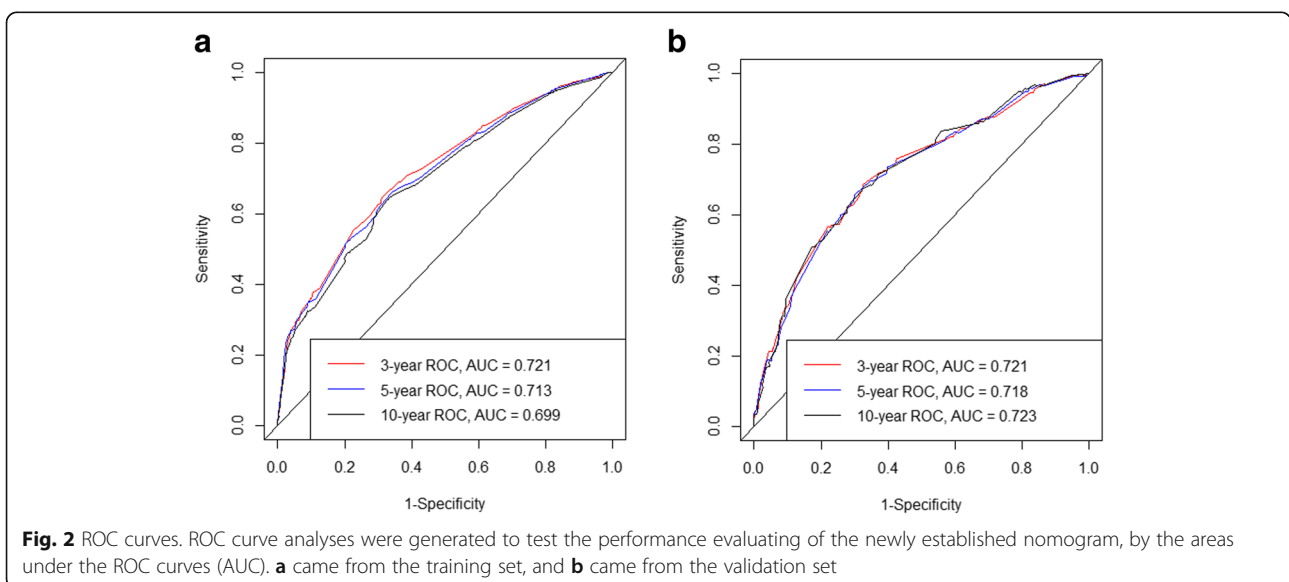 a
1.0
0.8
0.6
0.4
0.2
0.0
Sensitivity
3-year ROC, AUC = 0.721
5-year ROC, AUC = 0.713
10-year ROC, AUC = 0.699
0.0 0.2 0.4 0.6 0.8 1.0
1-Specificity
b
1.0
0.8
0.6
0.4
0.2
0.0
Sensitivity
3-year ROC, AUC = 0.721
5-year ROC, AUC = 0.718
10-year ROC, AUC = 0.723
0.0 0.2 0.4 0.6 0.8 1.0
1-Specificity
Fig. 2 ROC curves. ROC curve analyses were generated to test the performance evaluating of the newly established nomogram, by the areas
under the ROC curves (AUC). a came from the training set, and b came from the validation set